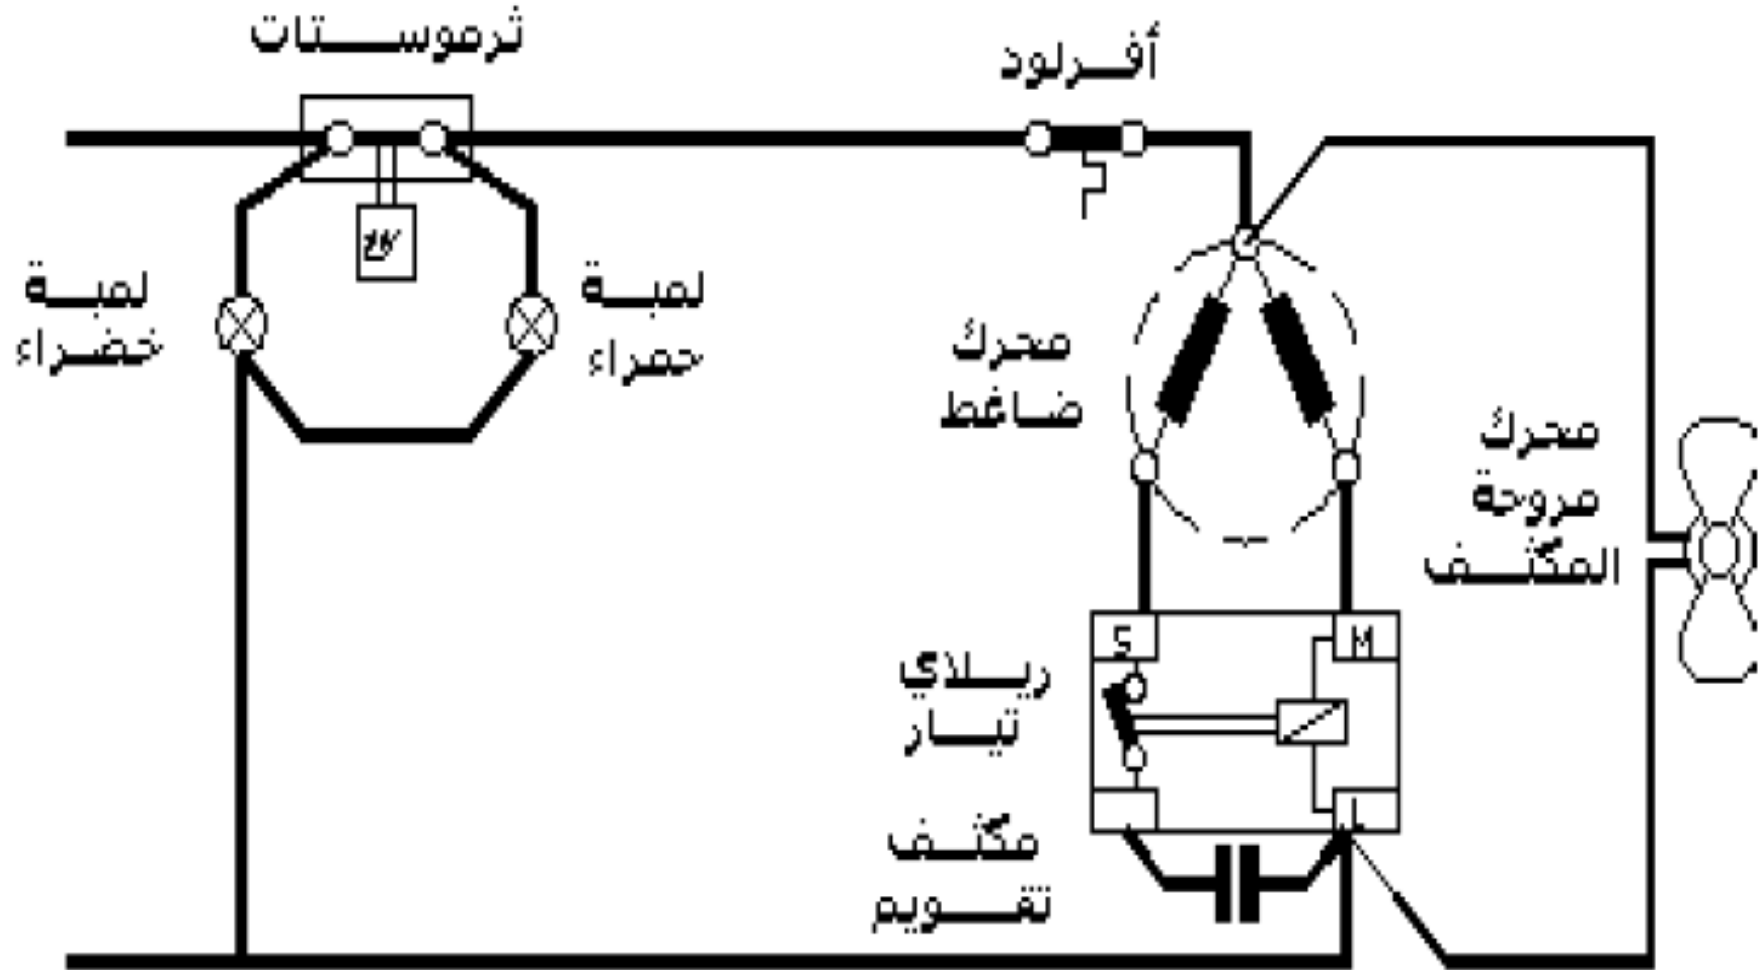 ثرموستات
أفرلود
لمبة
خضراء
لمبة
حمراء
محرك
ضاغط
محرك
مروحة
المكثف
S
M
ريلاي
تيار
L
مكثف
تقويم